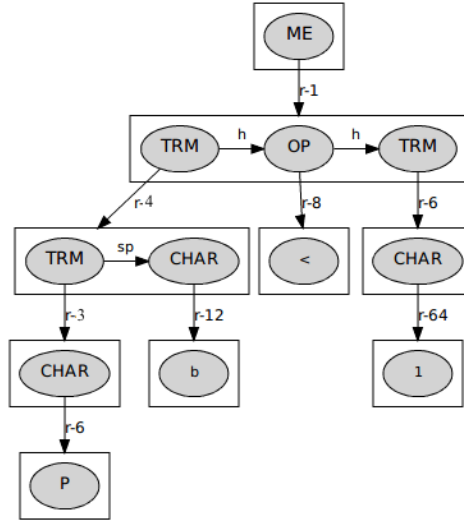 ME
r-1
h h
TRM OP TRM
r-4 r-8 r-6
sp
TRM CHAR < CHAR
r-3 r-12 r-64
CHAR b 1
r-6
P